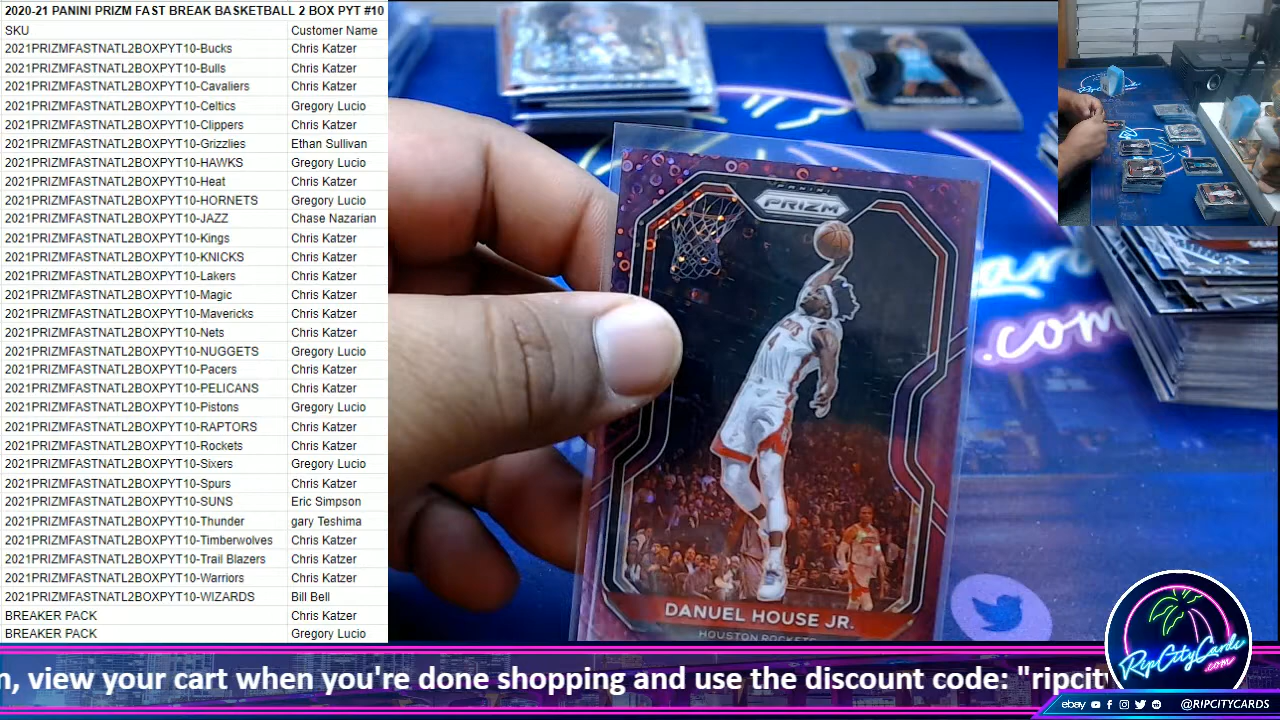 2020-21 PANINI PRIZM FAST BREAK BASKETBALL 2 BOX PYT #10
SKU Customer Name
2021PRIZMFASTNATL2BOXPYT10-Bucks Chris Katzer
2021PRIZMFASTNATL2BOXPYT10-Bulls Chris Katzer
2021PRIZMFASTNATL2BOXPYT10-Cavaliers Chris Katzer
2021PRIZMFASTNATL2BOXPYT10-Celtics Gregory Lucio
2021PRIZMFASTNATL2BOXPYT10-Clippers Chris Katzer
2021PRIZMFASTNATL2BOXPYT10-Grizzlies Ethan Sullivan
2021PRIZMFASTNATL2BOXPYT10-HAWKS Gregory Lucio
2021PRIZMFASTNATL2BOXPYT10-Heat Chris Katzer
2021PRIZMFASTNATL2BOXPYT10-HORNETS Gregory Lucio
2021PRIZMFASTNATL2BOXPYT10-JAZZ Chase Nazarian
2021PRIZMFASTNATL2BOXPYT10-Kings Chris Katzer
2021PRIZMFASTNATL2BOXPYT10-KNICKS Chris Katzer
2021PRIZMFASTNATL2BOXPYT10-Lakers Chris Katzer
2021PRIZMFASTNATL2BOXPYT10-Magic Chris Katzer
2021PRIZMFASTNATL2BOXPYT10-Mavericks Chris Katzer
2021PRIZMFASTNATL2BOXPYT10-Nets Chris Katzer
2021PRIZMFASTNATL2BOXPYT10-NUGGETS Gregory Lucio
2021PRIZMFASTNATL2BOXPYT10-Pacers Chris Katzer
2021PRIZMFASTNATL2BOXPYT10-PELICANS Chris Katzer
2021PRIZMFASTNATL2BOXPYT10-Pistons Gregory Lucio
2021PRIZMFASTNATL2BOXPYT10-RAPTORS Chris Katzer
2021PRIZMFASTNATL2BOXPYT10-Rockets Chris Katzer
2021PRIZMFASTNATL2BOXPYT10-Sixers Gregory Lucio
2021PRIZMFASTNATL2BOXPYT10-Spurs Chris Katzer
2021PRIZMFASTNATL2BOXPYT10-SUNS Eric Simpson
2021PRIZMFASTNATL2BOXPYT10-Thunder gary Teshima
2021PRIZMFASTNATL2BOXPYT10-Timberwolves Chris Katzer
2021PRIZMFASTNATL2BOXPYT10-Trail Blazers Chris Katzer
2021PRIZMFASTNATL2BOXPYT10-Warriors Chris Katzer
2021PRIZMFASTNATL2BOXPYT10-WIZARDS Bill Bell
BREAKER PACK Chris Katzer
BREAKER PACK Gregory Lucio
PANINI
PRIZM
DANUEL HOUSE JR.
HOUSTON ROCKETS
.com
n, view your cart when you're done shopping and use the discount code: "ripcit
RipCityCards
.com
ebay @RIPCITYCARDS